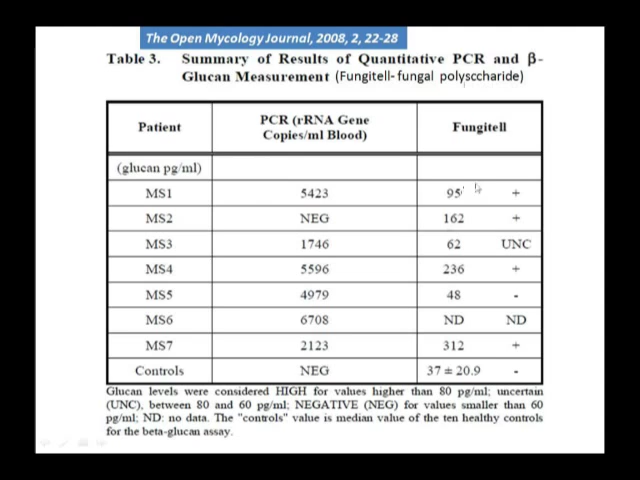 The Open Mycology Journal, 2008, 2, 22-28
Table 3. Summary of Results of Quantitative PCR and β-
Glucan Measurement (Fungitell- fungal polysccharide)
Patient PCR (rRNA Gene Copies/ml Blood) Fungitell
(glucan pg/ml)
MS1 5423 95 +
MS2 NEG 162 +
MS3 1746 62 UNC
MS4 5596 236 +
MS5 4979 48 -
MS6 6708 ND ND
MS7 2123 312 +
Controls NEG 37 ± 20.9 -
Glucan levels were considered HIGH for values higher than 80 pg/ml; uncertain
(UNC), between 80 and 60 pg/ml; NEGATIVE (NEG) for values smaller than 60
pg/ml; ND: no data. The "controls" value is median value of the ten healthy controls
for the beta-glucan assay.